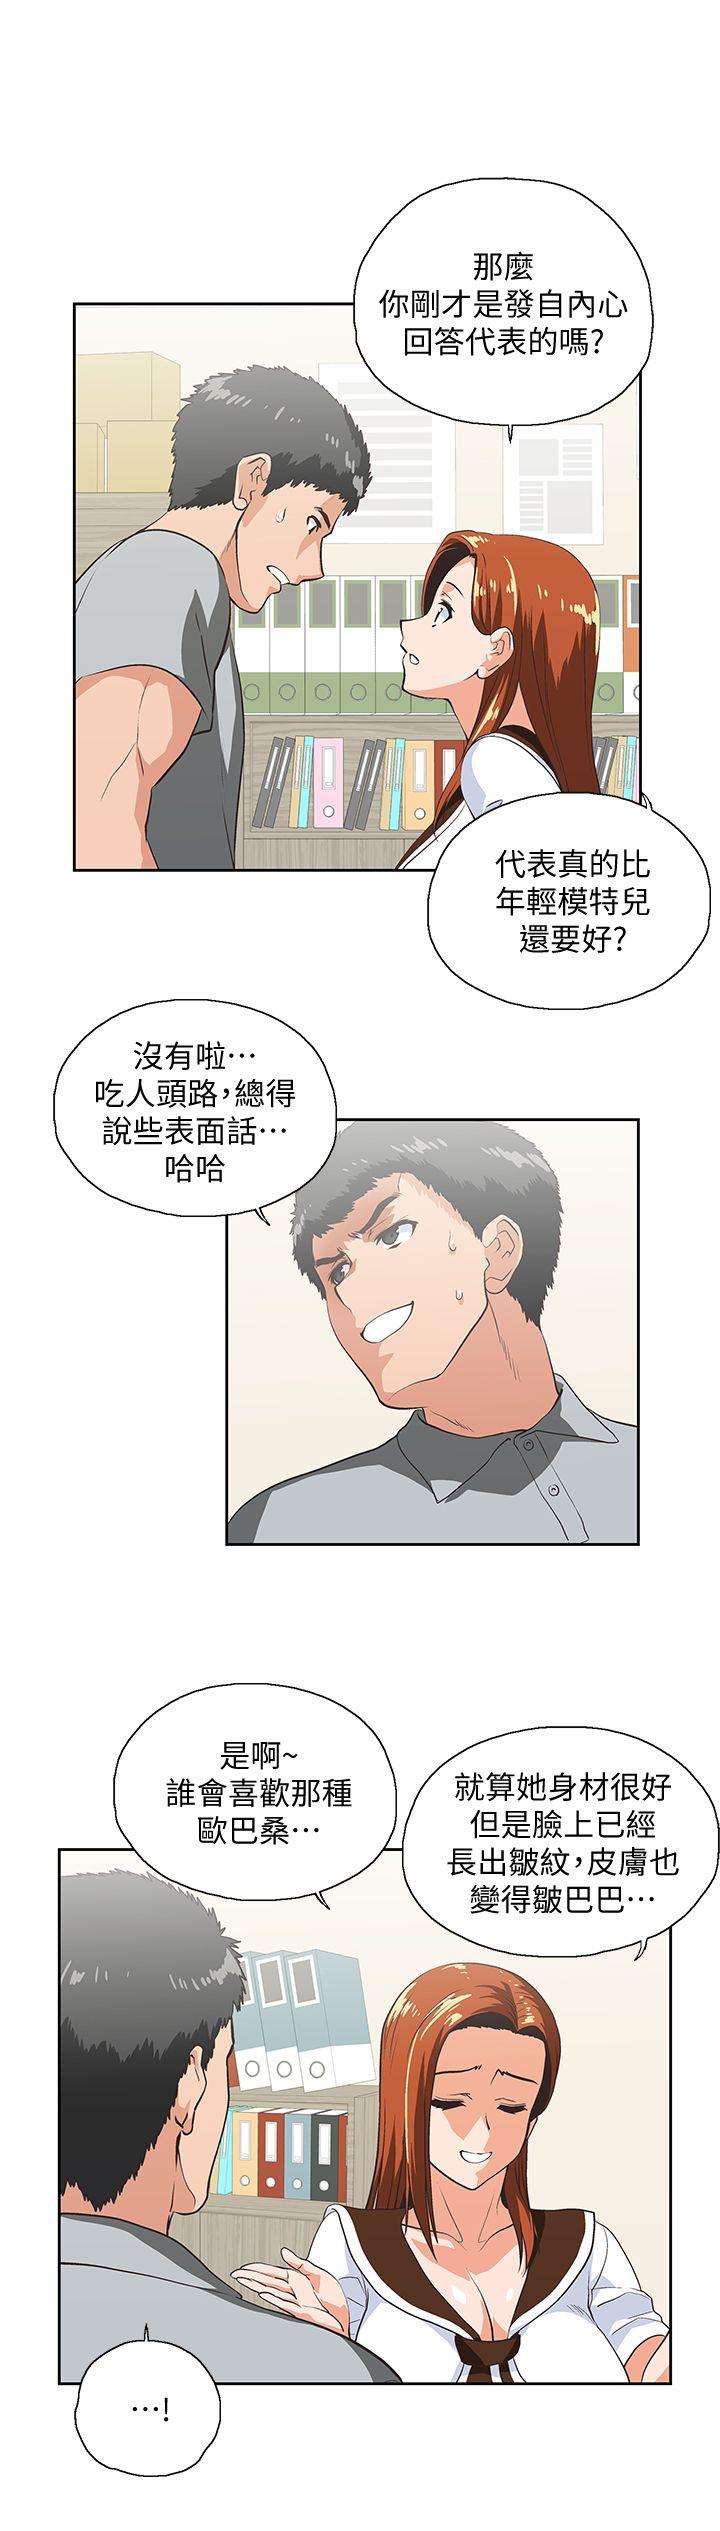 那麼
你剛才是發自內心
回答代表的嗎?
代表真的比
年輕模特兒
還要好?
沒有啦…
吃人頭路,總得
說些表面話…
哈哈
是啊~
誰會喜歡那種
歐巴桑…
就算她身材很好
但是臉上已經
長出皺紋,皮膚也
變得皺巴巴…
…!